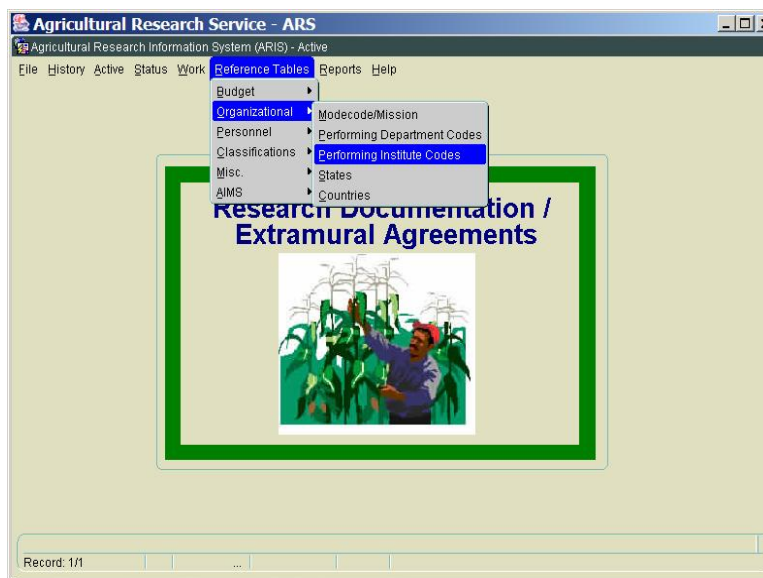 Agricultural Research Service - ARS
Agricultural Research Information System (ARIS) - Active
File History Active Status Work Reference Tables Reports Help
Budget
Organizational
Personnel
Classifications
Misc.
AIMS
Modecode/Mission
Performing Department Codes
Performing Institute Codes
States
Countries
Research Documentation /
Extramural Agreements
Record: 1/1
...